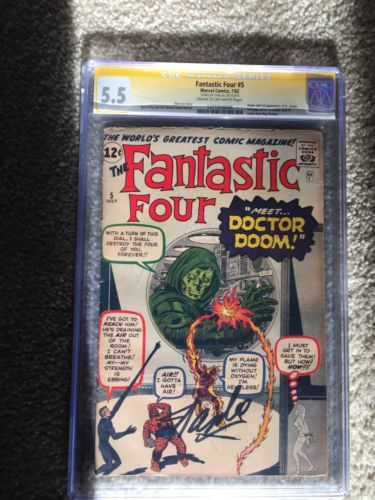 CGC Signature SERIES
Fantastic Four #5
Marvel Comics, 7/62
5.5
CREAM TO OFF-WHITE Pages
THE WORLD'S GREATEST COMIC MAGAZINE!
12¢
THE
Fantastic
Four
5
JULY
"MEET...
DOCTOR
DOOM!"
WITH A TURN OF THIS
DIAL, I SHALL
DESTROY THE FOUR OF
YOU FOREVER!!
I'VE GOT TO
REACH HIM!
HE'S DRAINING
THE AIR OUT
OF THE
ROOM! I
CAN'T
BREATHE!
MY--MY
STRENGTH IS
EBBING!
AIR!!
I GOTTA
HAVE AIR!
MY FLAME IS
DYING WITHOUT
OXYGEN! I'M
HELPLESS!
I MUST
GET IN TO
SAVE THEM!
BUT HOW?
HOW??